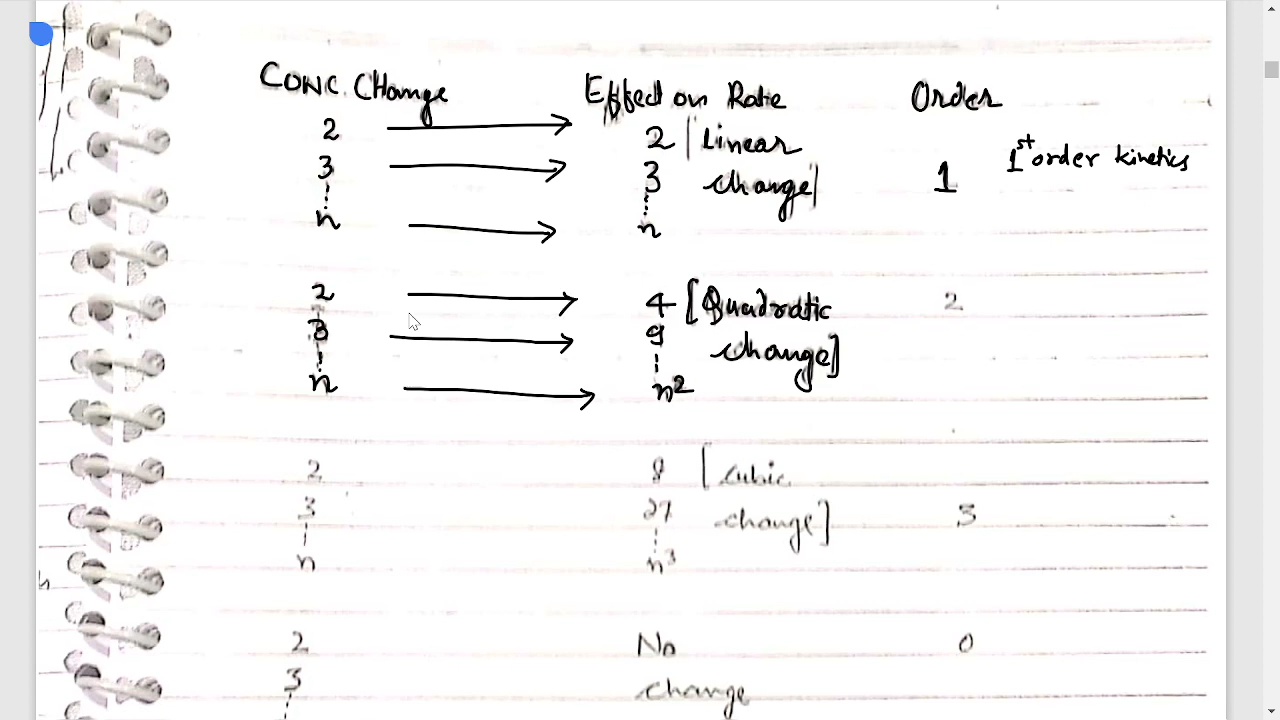 CONC. Change Effect on Rate Order
2 → 2 | Linear
3 → 3 change| 1 1st order kinetics
n → n
2 → 4 [Quadratic 2
3 → 9 change]
n → n²
2 8 [cubic
3 27 change] 3
n n³
2 No 0
3 change